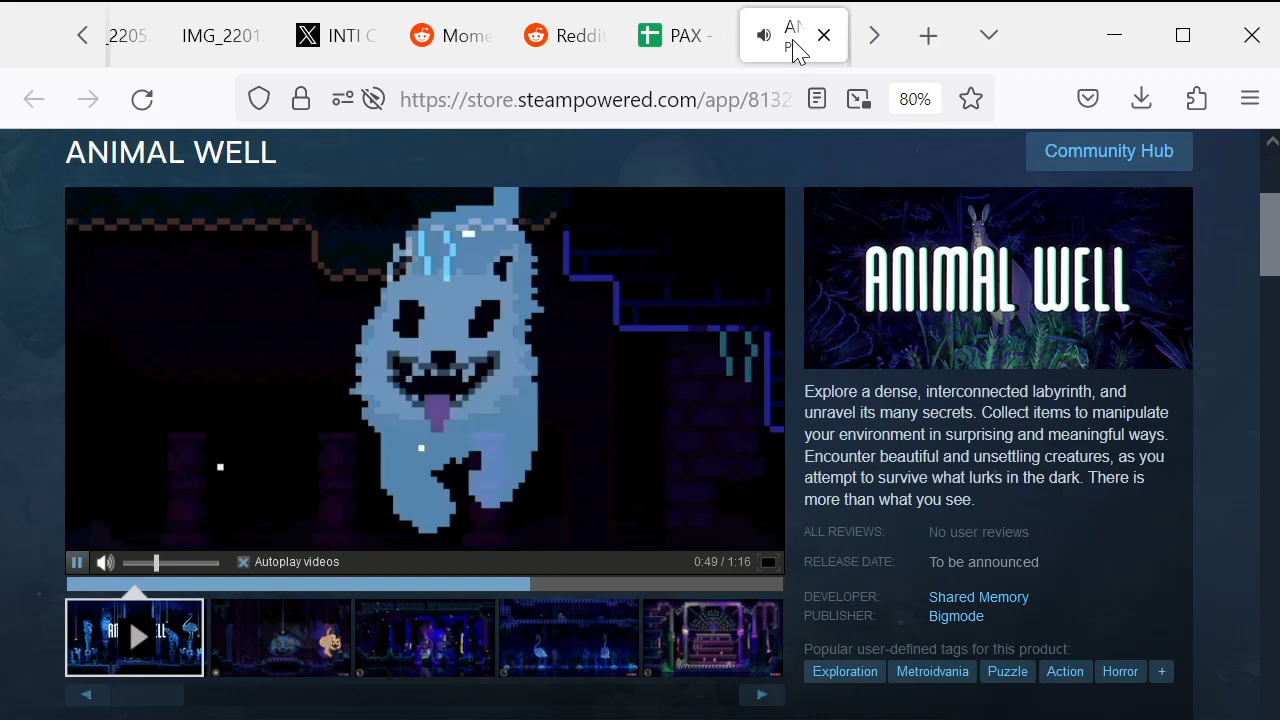 _2205.
IMG_2201.
INTI C
Mome
Reddit
PAX -
AN
P
https://store.steampowered.com/app/8132
80%
ANIMAL WELL
Community Hub
ANIMAL WELL
Explore a dense, interconnected labyrinth, and
unravel its many secrets. Collect items to manipulate
your environment in surprising and meaningful ways.
Encounter beautiful and unsettling creatures, as you
attempt to survive what lurks in the dark. There is
more than what you see.
ALL REVIEWS: No user reviews
RELEASE DATE: To be announced
DEVELOPER: Shared Memory
PUBLISHER: Bigmode
Popular user-defined tags for this product:
Exploration Metroidvania Puzzle Action Horror +
Autoplay videos 0:49 / 1:16